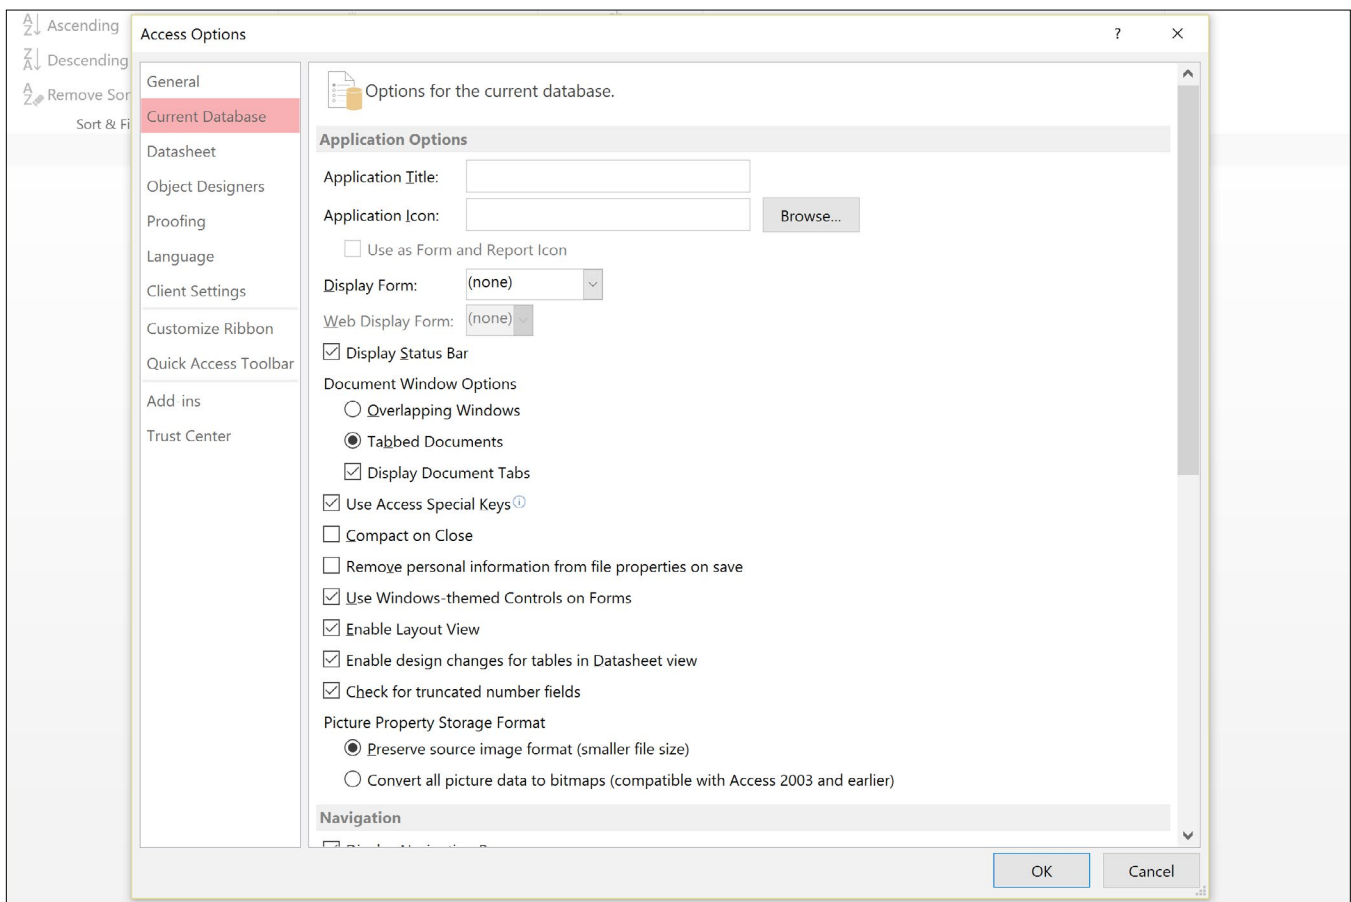 Ascending
Descending
Remove Sor
Sort & Fi
Access Options
?
General
Current Database
Datasheet
Object Designers
Proofing
Language
Client Settings
Customize Ribbon
Quick Access Toolbar
Add-ins
Trust Center
Options for the current database.
Application Options
Application Title:
Application Icon:
Browse...
Use as Form and Report Icon
Display Form: (none)
Web Display Form: (none)
Display Status Bar
Document Window Options
Overlapping Windows
Tabbed Documents
Display Document Tabs
Use Access Special Keys
Compact on Close
Remove personal information from file properties on save
Use Windows-themed Controls on Forms
Enable Layout View
Enable design changes for tables in Datasheet view
Check for truncated number fields
Picture Property Storage Format
Preserve source image format (smaller file size)
Convert all picture data to bitmaps (compatible with Access 2003 and earlier)
Navigation
OK
Cancel